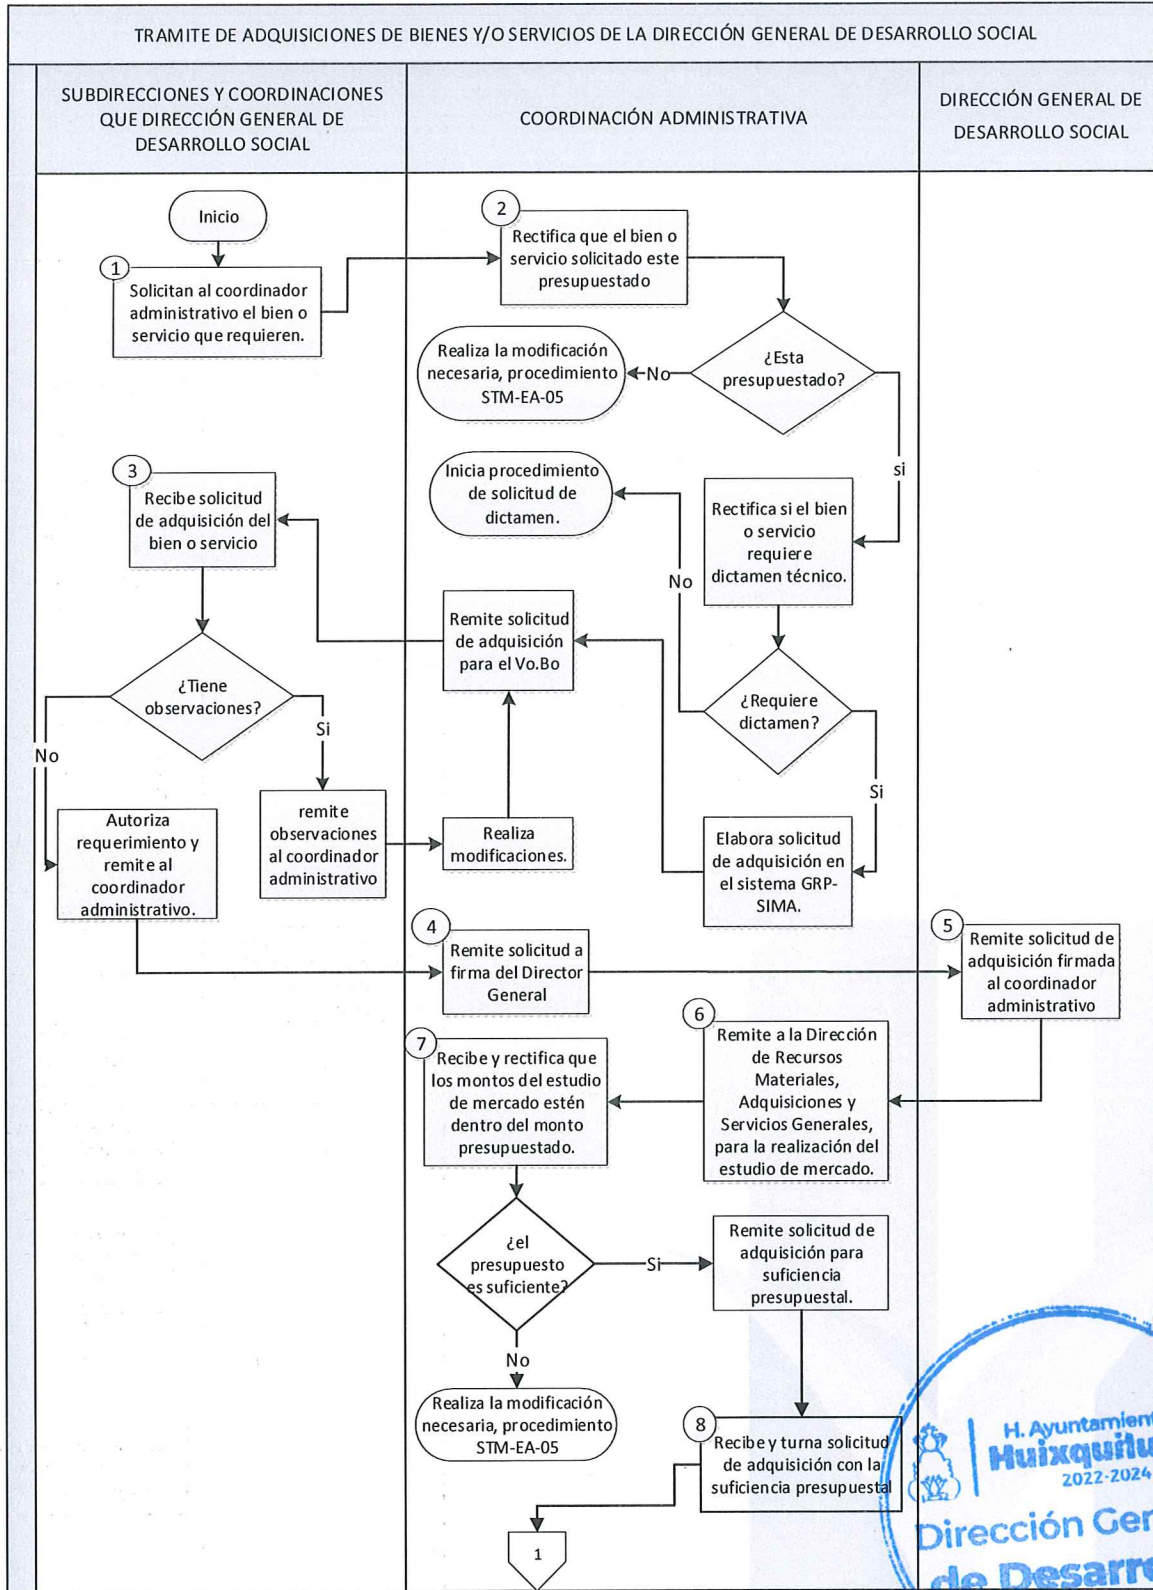 TRAMITE DE ADQUISICIONES DE BIENES Y/O SERVICIOS DE LA DIRECCIÓN GENERAL DE DESARROLLO SOCIAL
SUBDIRECCIONES Y COORDINACIONES
QUE DIRECCIÓN GENERAL DE
DESARROLLO SOCIAL
COORDINACIÓN ADMINISTRATIVA
DIRECCIÓN GENERAL DE
DESARROLLO SOCIAL
Inicio
1
Solicitan al coordinador
administrativo el bien o
servicio que requieren.
2
Rectifica que el bien o
servicio solicitado este
presupuestado
¿Esta
presupuestado?
No
Realiza la modificación
necesaria, procedimiento
STM-EA-05
si
Rectifica si el bien
o servicio
requiere
dictamen técnico.
Inicia procedimiento
de solicitud de
dictamen.
No
¿Requiere
dictamen?
Si
Elabora solicitud
de adquisición en
el sistema GRP-
SIMA.
Remite solicitud
de adquisición
para el Vo.Bo
3
Recibe solicitud
de adquisición del
bien o servicio
¿Tiene
observaciones?
No
Si
Autoriza
requerimiento y
remite al
coordinador
administrativo.
remite
observaciones
al coordinador
administrativo
Realiza
modificaciones.
4
Remite solicitud a
firma del Director
General
5
Remite solicitud de
adquisición firmada
al coordinador
administrativo
6
Remite a la Dirección
de Recursos
Materiales,
Adquisiciones y
Servicios Generales,
para la realización del
estudio de mercado.
7
Recibe y rectifica que
los montos del estudio
de mercado estén
dentro del monto
presupuestado.
¿el
presupuesto
es suficiente?
Si
Remite solicitud de
adquisición para
suficiencia
presupuestal.
No
Realiza la modificación
necesaria, procedimiento
STM-EA-05
8
Recibe y turna solicitud
de adquisición con la
suficiencia presupuestal
1
H. Ayuntamient
Huixquilu
2022-2024
Dirección Ger
de Desarro